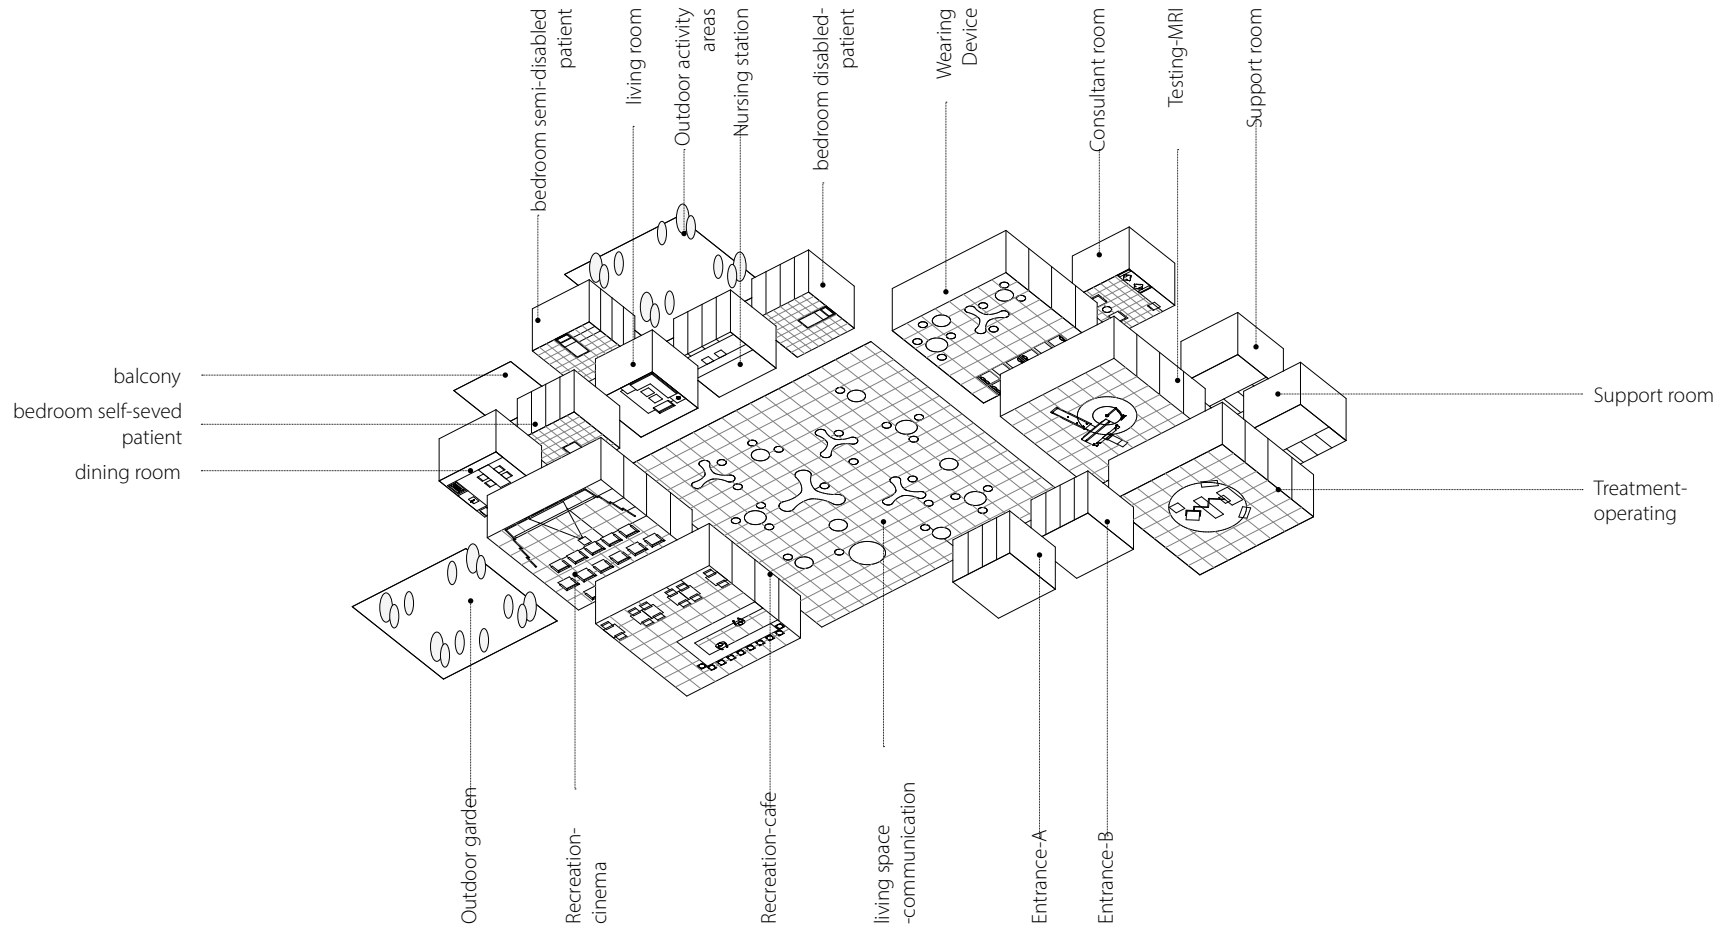 bedroom semi-disabled
patient
living room
Outdoor activity
areas
Nursing station
bedroom disabled-
patient
Wearing
Device
Consultant room
Testing-MRI
Support room
balcony
bedroom self-seved
patient
dining room
Support room
Treatment-
operating
Outdoor garden
Recreation-
cinema
Recreation-cafe
living space
-communication
Entrance-A
Entrance-B